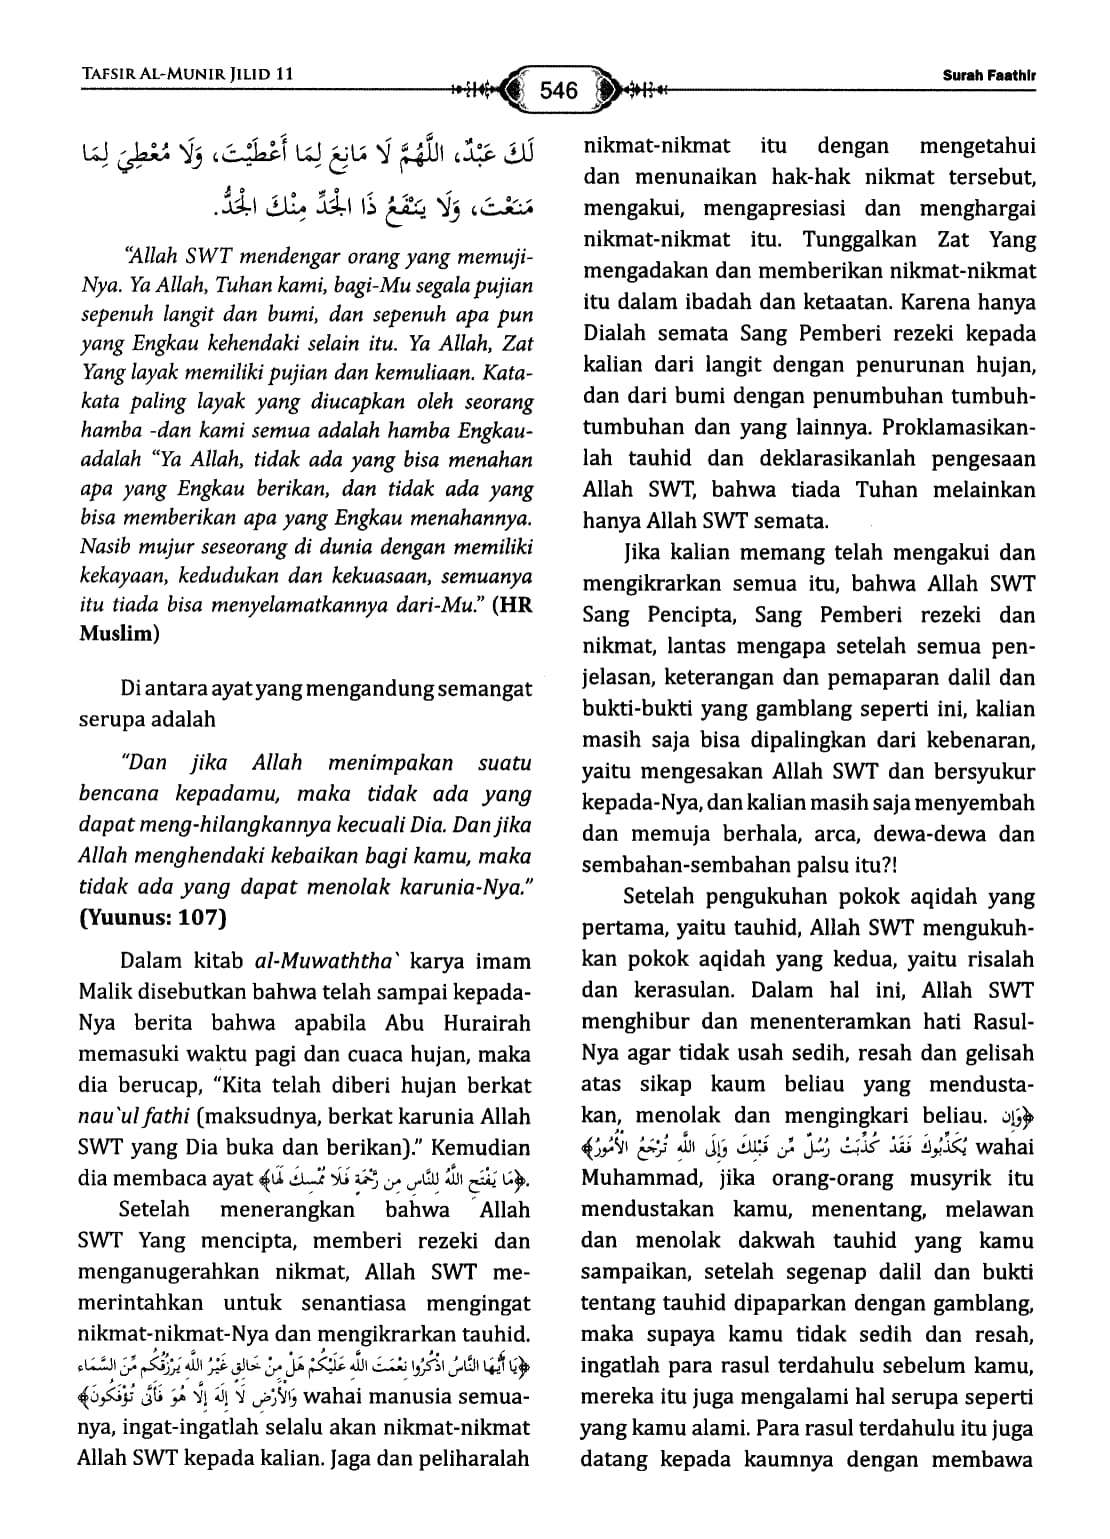 TAFSIR AL-MUNIR JILID 11
546
Surah Faathir
لَكَ عَبْدٌ، اللَّهُمَّ لَا مَانِعَ لِمَا أَعْطَيْتَ، وَلَا مُعْطِيَ لِمَا
مَنَعْتَ، وَلَا يَنْفَعُ ذَا الْجَدِّ مِنْكَ الْجَدُّ.
“Allah SWT mendengar orang yang memuji-
Nya. Ya Allah, Tuhan kami, bagi-Mu segala pujian
sepenuh langit dan bumi, dan sepenuh apa pun
yang Engkau kehendaki selain itu. Ya Allah, Zat
Yang layak memiliki pujian dan kemuliaan. Kata-
kata paling layak yang diucapkan oleh seorang
hamba -dan kami semua adalah hamba Engkau-
adalah “Ya Allah, tidak ada yang bisa menahan
apa yang Engkau berikan, dan tidak ada yang
bisa memberikan apa yang Engkau menahannya.
Nasib mujur seseorang di dunia dengan memiliki
kekayaan, kedudukan dan kekuasaan, semuanya
itu tiada bisa menyelamatkannya dari-Mu.” (HR
Muslim)
Di antara ayat yang mengandung semangat
serupa adalah
“Dan jika Allah menimpakan suatu
bencana kepadamu, maka tidak ada yang
dapat meng-hilangkannya kecuali Dia. Dan jika
Allah menghendaki kebaikan bagi kamu, maka
tidak ada yang dapat menolak karunia-Nya.”
(Yuunus: 107)
Dalam kitab al-Muwaththa` karya imam
Malik disebutkan bahwa telah sampai kepada-
Nya berita bahwa apabila Abu Hurairah
memasuki waktu pagi dan cuaca hujan, maka
dia berucap, “Kita telah diberi hujan berkat
nau`ul fathi (maksudnya, berkat karunia Allah
SWT yang Dia buka dan berikan).” Kemudian
dia membaca ayat ﴿مَا يَفْتَحِ اللَّهُ لِلنَّاسِ مِن رَّحْمَةٍ فَلَا مُمْسِكَ لَهَا﴾.
Setelah menerangkan bahwa Allah
SWT Yang mencipta, memberi rezeki dan
menganugerahkan nikmat, Allah SWT me-
merintahkan untuk senantiasa mengingat
nikmat-nikmat-Nya dan mengikrarkan tauhid.
﴿يَا أَيُّهَا النَّاسُ اذْكُرُوا نِعْمَتَ اللَّهِ عَلَيْكُمْ هَلْ مِنْ خَالِقٍ غَيْرُ اللَّهِ يَرْزُقُكُم مِّنَ السَّمَاءِ
وَالْأَرْضِ لَا إِلَهَ إِلَّا هُوَ فَأَنَّى تُؤْفَكُونَ﴾ wahai manusia semua-
nya, ingat-ingatlah selalu akan nikmat-nikmat
Allah SWT kepada kalian. Jaga dan peliharalah
nikmat-nikmat itu dengan mengetahui
dan menunaikan hak-hak nikmat tersebut,
mengakui, mengapresiasi dan menghargai
nikmat-nikmat itu. Tunggalkan Zat Yang
mengadakan dan memberikan nikmat-nikmat
itu dalam ibadah dan ketaatan. Karena hanya
Dialah semata Sang Pemberi rezeki kepada
kalian dari langit dengan penurunan hujan,
dan dari bumi dengan penumbuhan tumbuh-
tumbuhan dan yang lainnya. Proklamasikan-
lah tauhid dan deklarasikanlah pengesaan
Allah SWT, bahwa tiada Tuhan melainkan
hanya Allah SWT semata.
Jika kalian memang telah mengakui dan
mengikrarkan semua itu, bahwa Allah SWT
Sang Pencipta, Sang Pemberi rezeki dan
nikmat, lantas mengapa setelah semua pen-
jelasan, keterangan dan pemaparan dalil dan
bukti-bukti yang gamblang seperti ini, kalian
masih saja bisa dipalingkan dari kebenaran,
yaitu mengesakan Allah SWT dan bersyukur
kepada-Nya, dan kalian masih saja menyembah
dan memuja berhala, arca, dewa-dewa dan
sembahan-sembahan palsu itu?!
Setelah pengukuhan pokok aqidah yang
pertama, yaitu tauhid, Allah SWT mengukuh-
kan pokok aqidah yang kedua, yaitu risalah
dan kerasulan. Dalam hal ini, Allah SWT
menghibur dan menenteramkan hati Rasul-
Nya agar tidak usah sedih, resah dan gelisah
atas sikap kaum beliau yang mendusta-
kan, menolak dan mengingkari beliau. ﴿وَإِن
يُكَذِّبُوكَ فَقَدْ كُذِّبَتْ رُسُلٌ مِّن قَبْلِكَ وَإِلَى اللَّهِ تُرْجَعُ الْأُمُورُ﴾ wahai
Muhammad, jika orang-orang musyrik itu
mendustakan kamu, menentang, melawan
dan menolak dakwah tauhid yang kamu
sampaikan, setelah segenap dalil dan bukti
tentang tauhid dipaparkan dengan gamblang,
maka supaya kamu tidak sedih dan resah,
ingatlah para rasul terdahulu sebelum kamu,
mereka itu juga mengalami hal serupa seperti
yang kamu alami. Para rasul terdahulu itu juga
datang kepada kaumnya dengan membawa